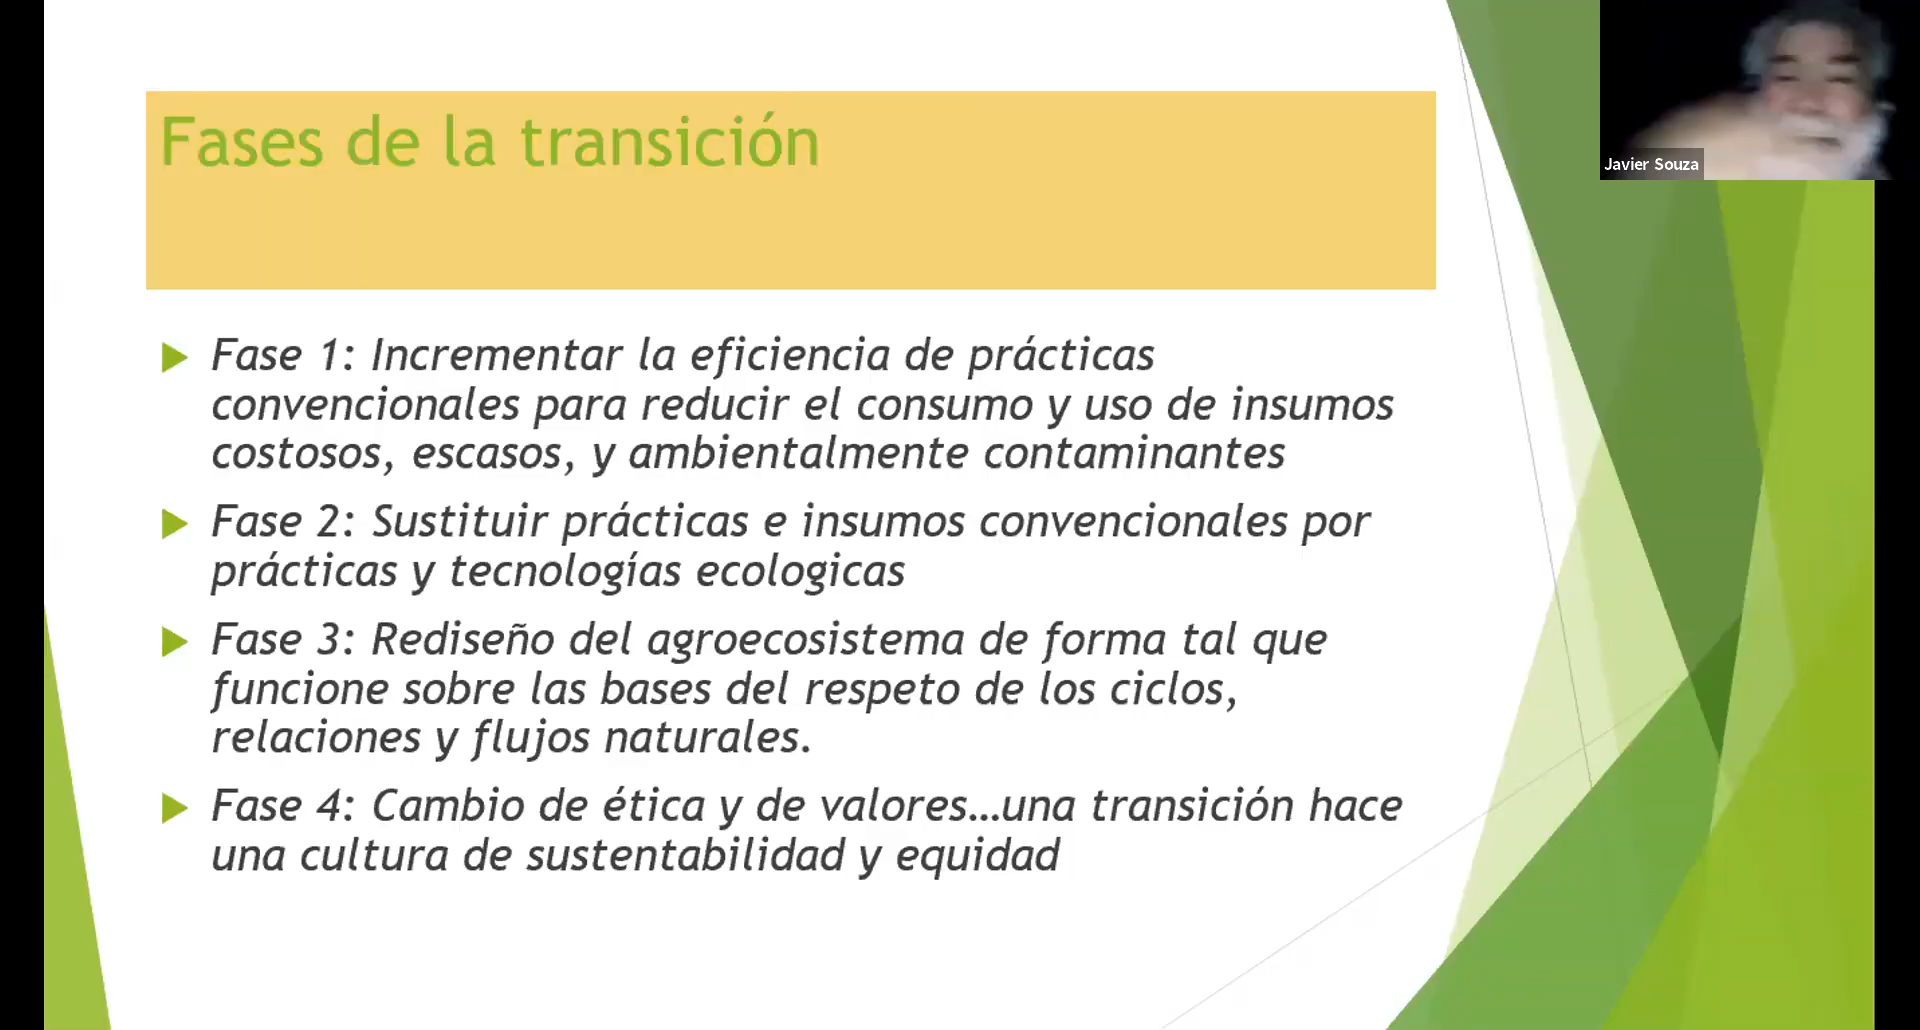 Fases de la transición
Javier Souza
Fase 1: Incrementar la eficiencia de prácticas
convencionales para reducir el consumo y uso de insumos
costosos, escasos, y ambientalmente contaminantes
Fase 2: Sustituir prácticas e insumos convencionales por
prácticas y tecnologías ecologicas
Fase 3: Rediseño del agroecosistema de forma tal que
funcione sobre las bases del respeto de los ciclos,
relaciones y flujos naturales.
Fase 4: Cambio de ética y de valores…una transición hace
una cultura de sustentabilidad y equidad